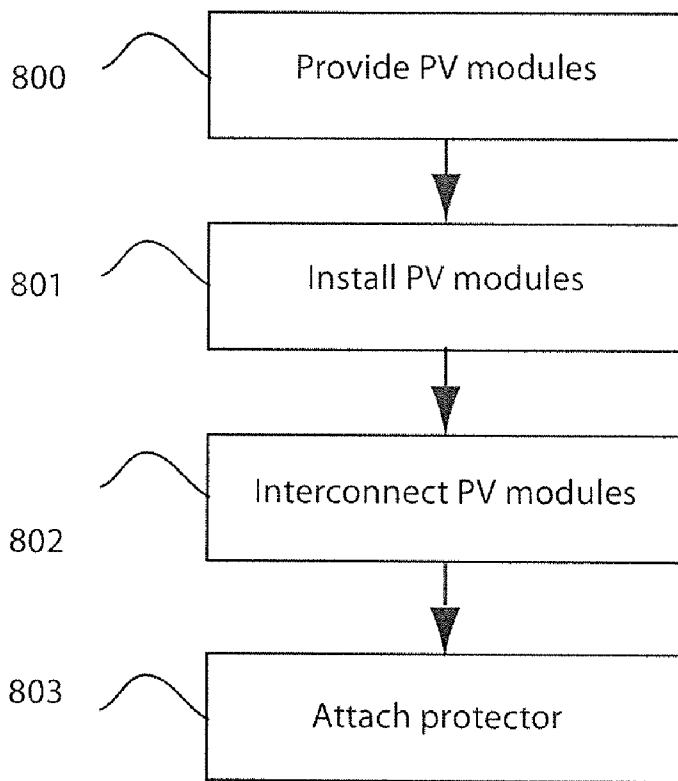 800
Provide PV modules
801
Install PV modules
802
Interconnect PV modules
803
Attach protector